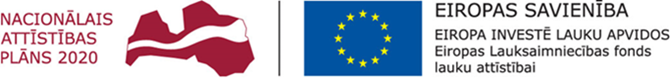 NACIONĀLAIS
ATTĪSTĪBAS
PLĀNS 2020
EIROPAS SAVIENĪBA
EIROPA INVESTĒ LAUKU APVIDOS
Eiropas Lauksaimniecības fonds
lauku attīstībai